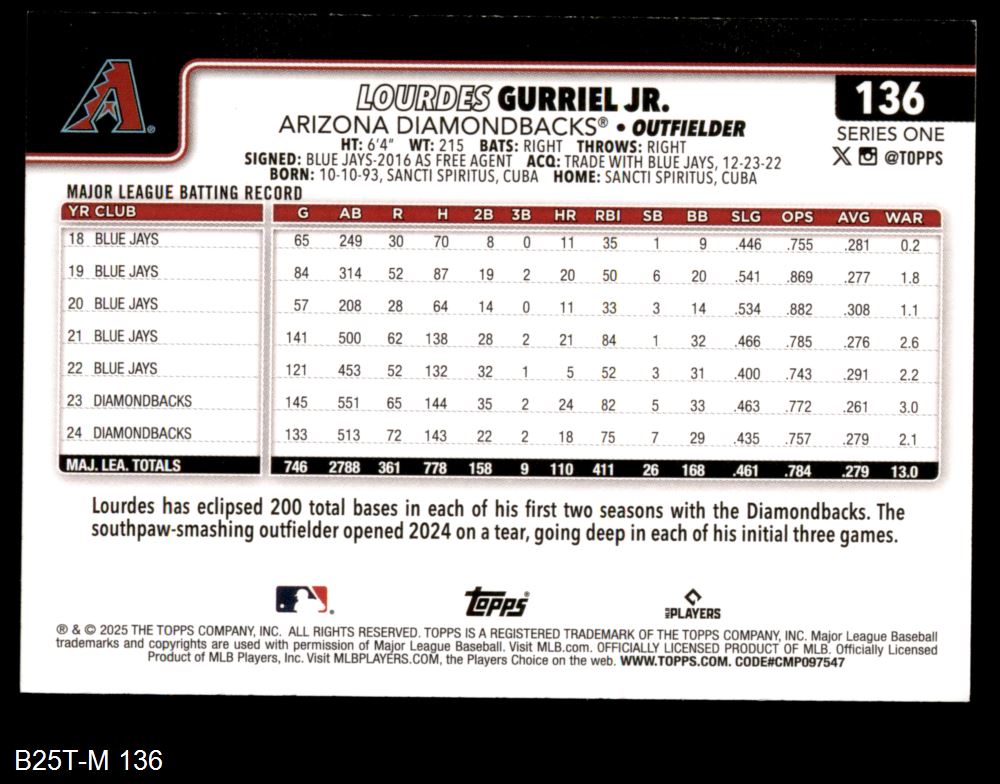 LOURDES GURRIEL JR.
136
ARIZONA DIAMONDBACKS® • OUTFIELDER
SERIES ONE
HT: 6'4" WT: 215 BATS: RIGHT THROWS: RIGHT
@TOPPS
SIGNED: BLUE JAYS-2016 AS FREE AGENT ACQ: TRADE WITH BLUE JAYS, 12-23-22
BORN: 10-10-93, SANCTI SPIRITUS, CUBA HOME: SANCTI SPIRITUS, CUBA
MAJOR LEAGUE BATTING RECORD
YR CLUB G AB R H 2B 3B HR RBI SB BB SLG OPS AVG WAR
18 BLUE JAYS 65 249 30 70 8 0 11 35 1 9 .446 .755 .281 0.2
19 BLUE JAYS 84 314 52 87 19 2 20 50 6 20 .541 .869 .277 1.8
20 BLUE JAYS 57 208 28 64 14 0 11 33 3 14 .534 .882 .308 1.1
21 BLUE JAYS 141 500 62 138 28 2 21 84 1 32 .466 .785 .276 2.6
22 BLUE JAYS 121 453 52 132 32 1 5 52 3 31 .400 .743 .291 2.2
23 DIAMONDBACKS 145 551 65 144 35 2 24 82 5 33 .463 .772 .261 3.0
24 DIAMONDBACKS 133 513 72 143 22 2 18 75 7 29 .435 .757 .279 2.1
MAJ. LEA. TOTALS 746 2788 361 778 158 9 110 411 26 168 .461 .784 .279 13.0
Lourdes has eclipsed 200 total bases in each of his first two seasons with the Diamondbacks. The
southpaw-smashing outfielder opened 2024 on a tear, going deep in each of his initial three games.
Topps®
MLB PLAYERS
® & © 2025 THE TOPPS COMPANY, INC. ALL RIGHTS RESERVED. TOPPS IS A REGISTERED TRADEMARK OF THE TOPPS COMPANY, INC. Major League Baseball
trademarks and copyrights are used with permission of Major League Baseball. Visit MLB.com. OFFICIALLY LICENSED PRODUCT OF MLB. Officially Licensed
Product of MLB Players, Inc. Visit MLBPLAYERS.COM, the Players Choice on the web. WWW.TOPPS.COM. CODE#CMP097547
B25T-M 136